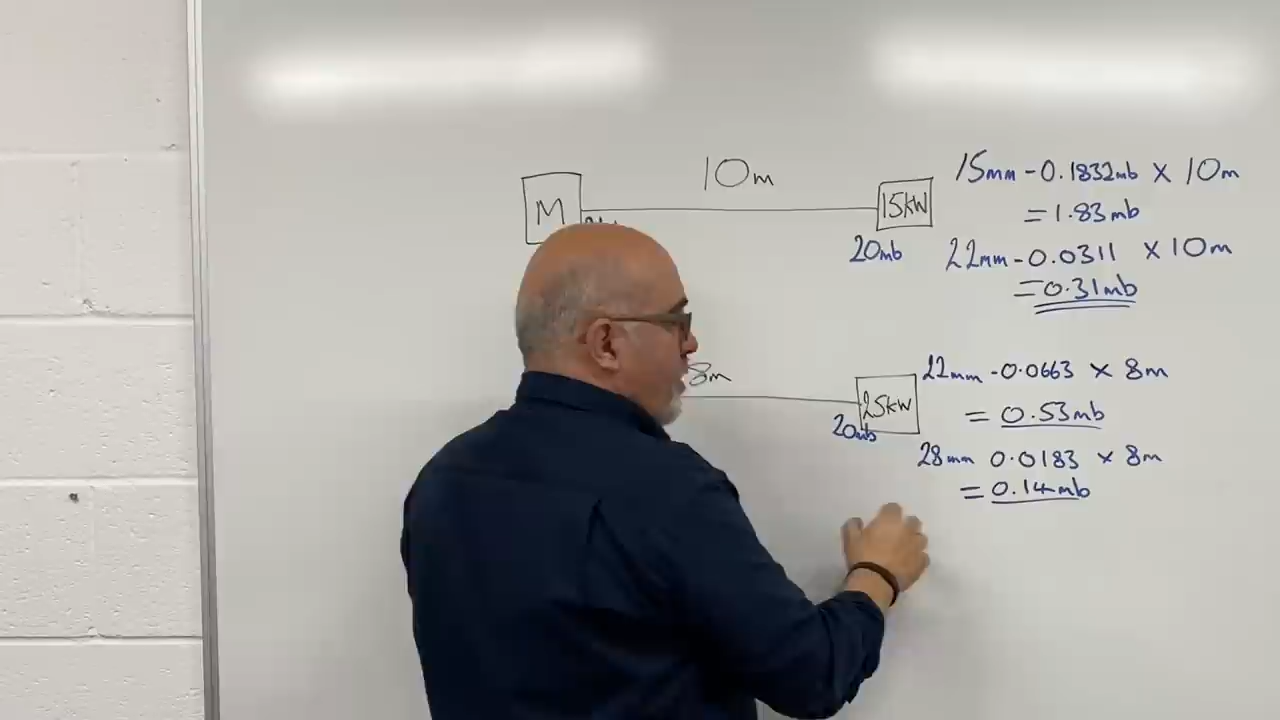 10m
15mm - 0.1832mb × 10m
M
15kW
= 1.83mb
20mb
22mm - 0.0311 × 10m
= 0.31mb
8m
22mm - 0.0663 × 8m
25kW
= 0.53mb
20mb
28mm 0.0183 × 8m
= 0.14mb